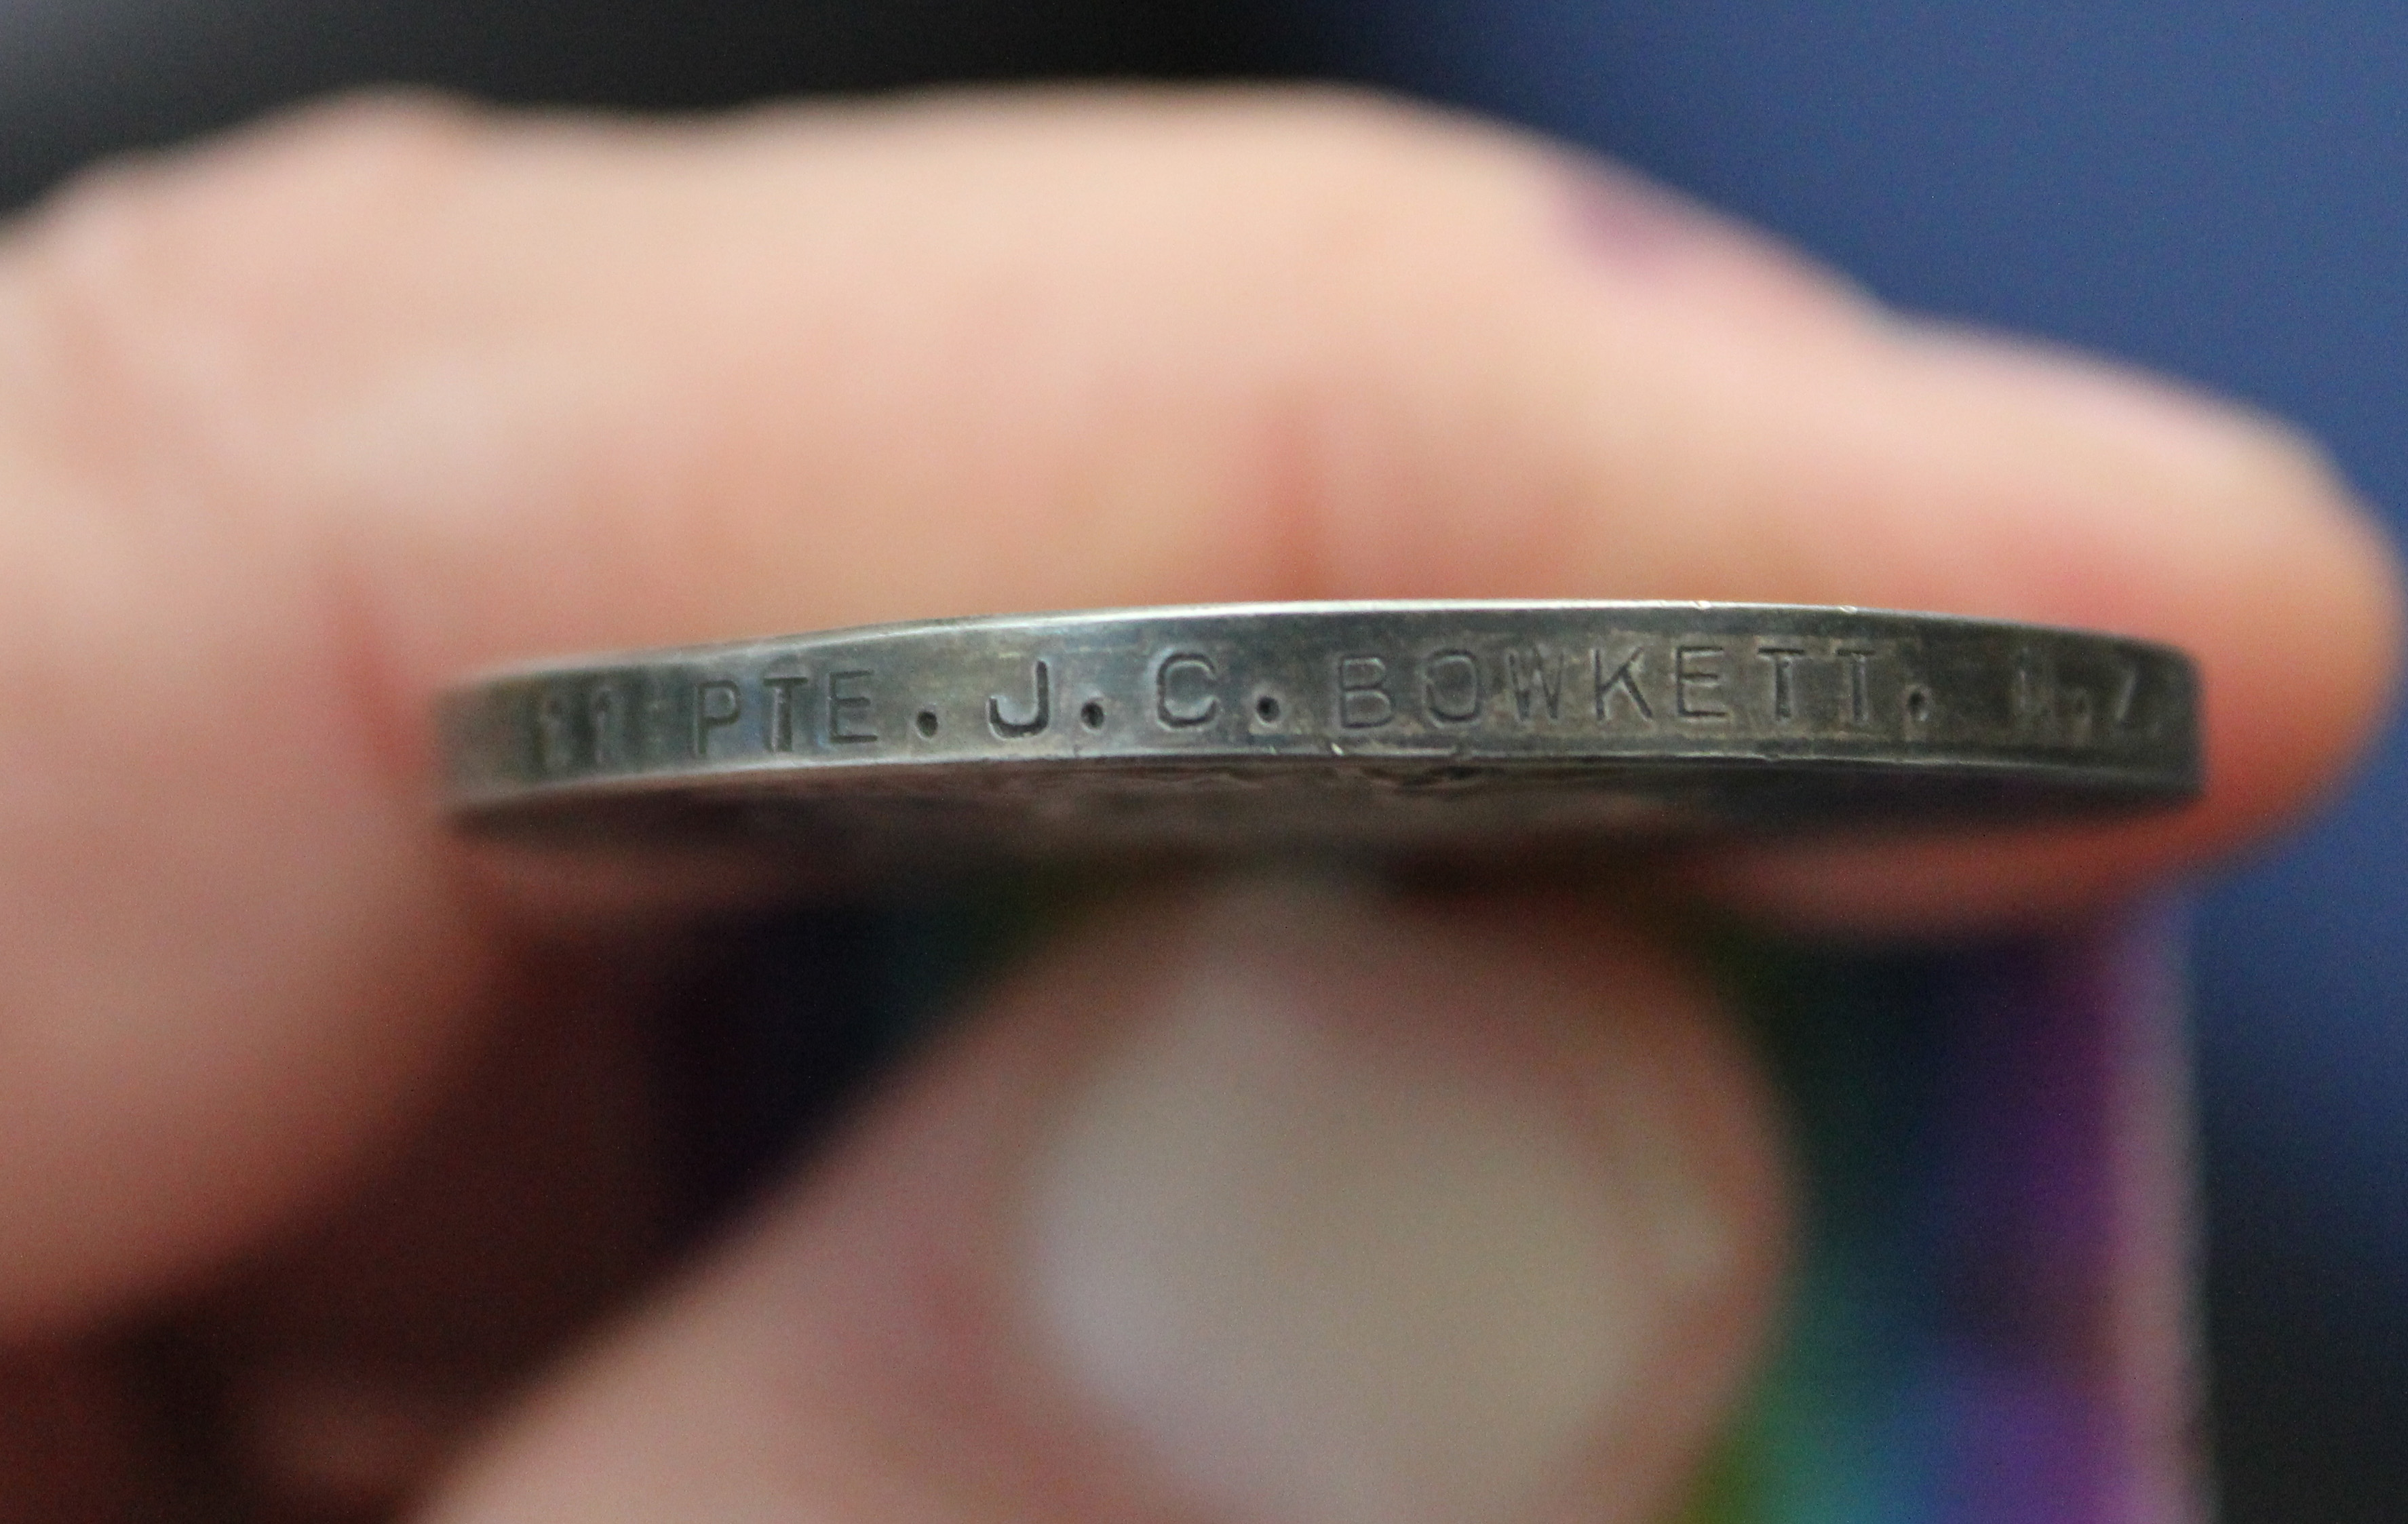 PTE. J. C. BOWKETT.